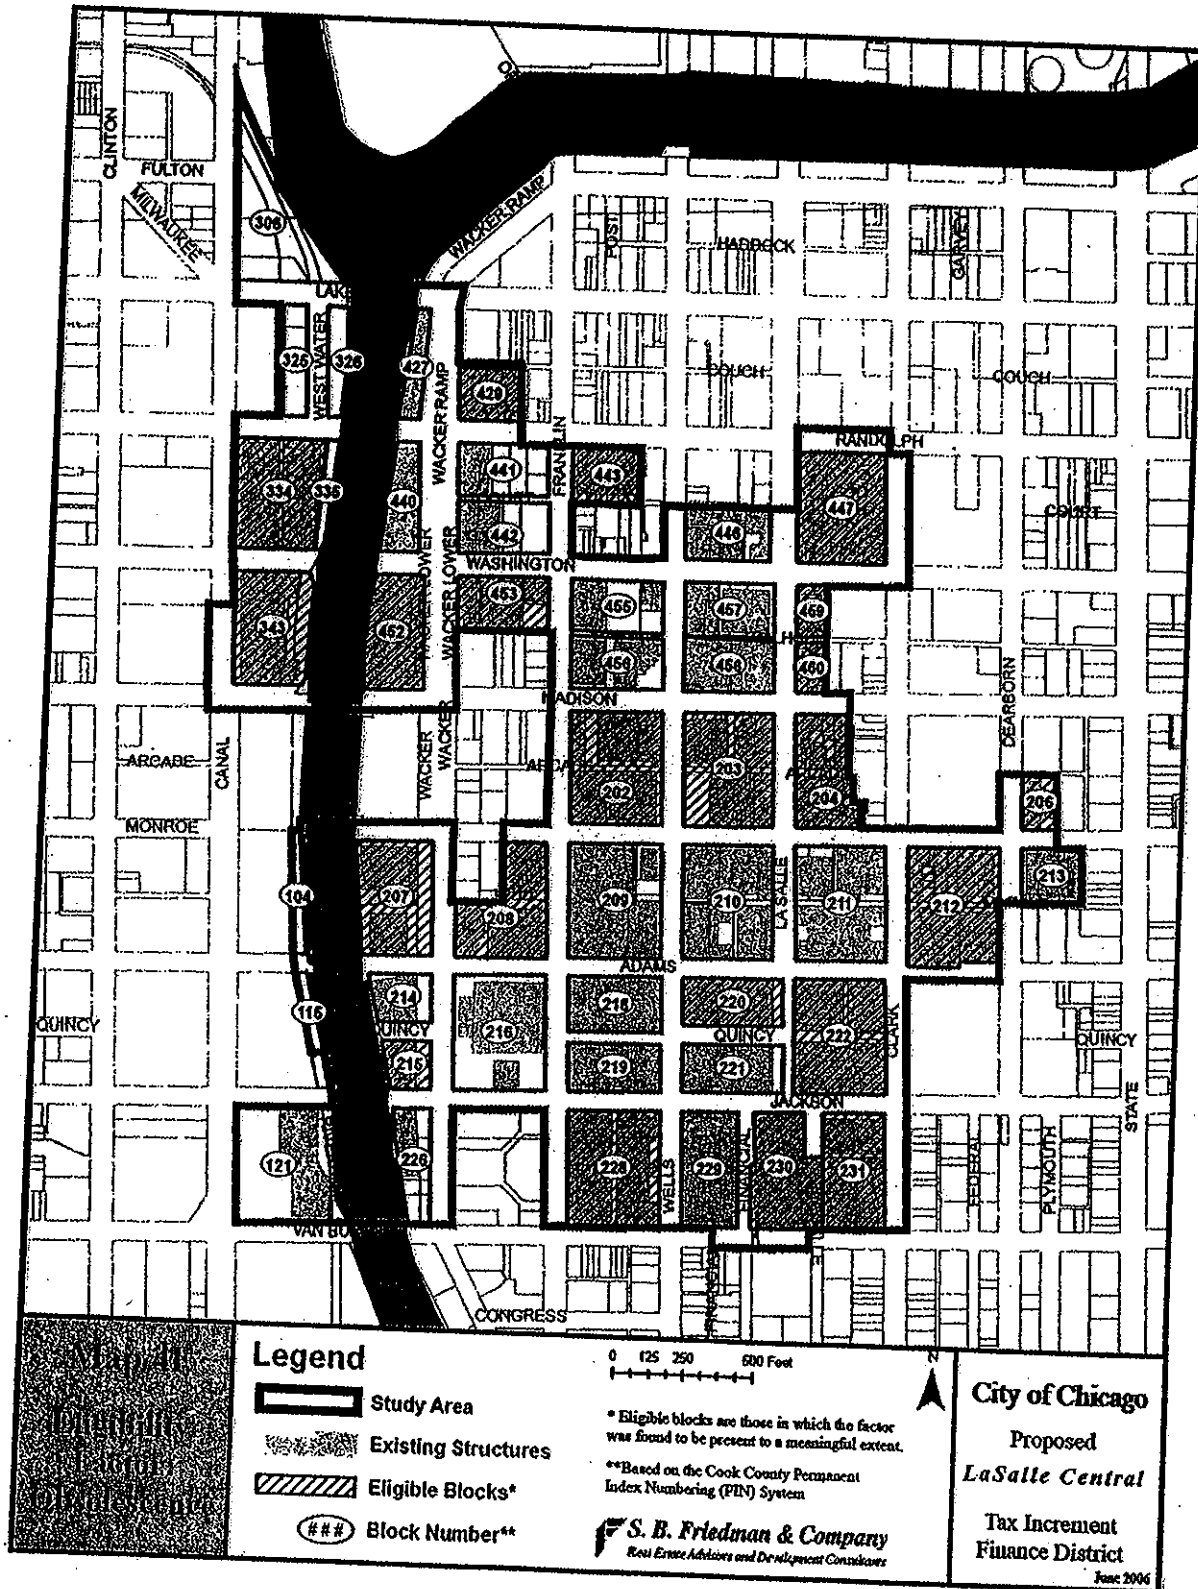 CLINTON
FULTON
MILWAUKEE
306
WACKER RAMP
POST
HADDOCK
GARVEY
LAKE
325
WEST WATER
326
427
WACKER RAMP
429
COUCH
COUCH
FRANKLIN
RANDOLPH
334
335
440
441
443
447
COURT
442
446
WACKER LOWER
WACKER LOWER
WASHINGTON
343
452
453
455
457
459
H
456
458
460
MADISON
DEARBORN
ARCADE
CANAL
WACKER
WACKER
202
203
204
206
MONROE
104
207
208
209
210
LA SALLE
211
212
213
ADAMS
QUINCY
115
214
QUINCY
216
218
220
QUINCY
222
CLARK
QUINCY
215
219
221
JACKSON
STATE
121
226
228
WELLS
229
FINANCIAL
230
231
FEDERAL
PLYMOUTH
VAN BU
CONGRESS
FINANCIAL
Map
Eligibility
Factor:
Obsolescence
Legend
Study Area
Existing Structures
Eligible Blocks*
(###) Block Number**
0 125 250 500 Feet
* Eligible blocks are those in which the factor
was found to be present to a meaningful extent.
**Based on the Cook County Permanent
Index Numbering (PIN) System
S. B. Friedman & Company
Real Estate Advisors and Development Consultants
N
City of Chicago
Proposed
LaSalle Central
Tax Increment
Finance District
June 2006